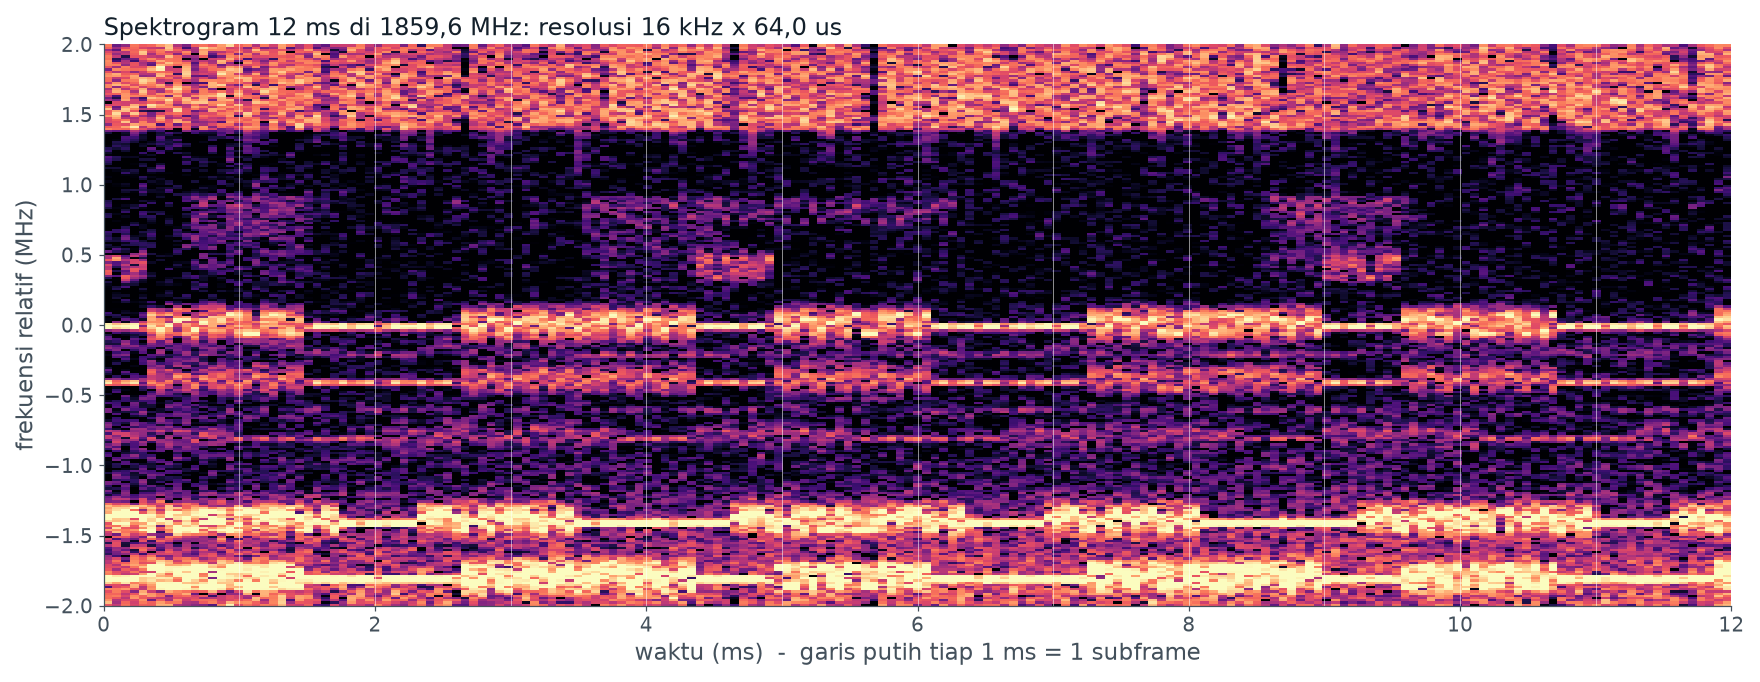 Spektrogram 12 ms di 1859,6 MHz: resolusi 16 kHz x 64,0 us
frekuensi relatif (MHz)
2.0
1.5
1.0
0.5
0.0
−0.5
−1.0
−1.5
−2.0
0 2 4 6 8 10 12
waktu (ms)  -  garis putih tiap 1 ms = 1 subframe